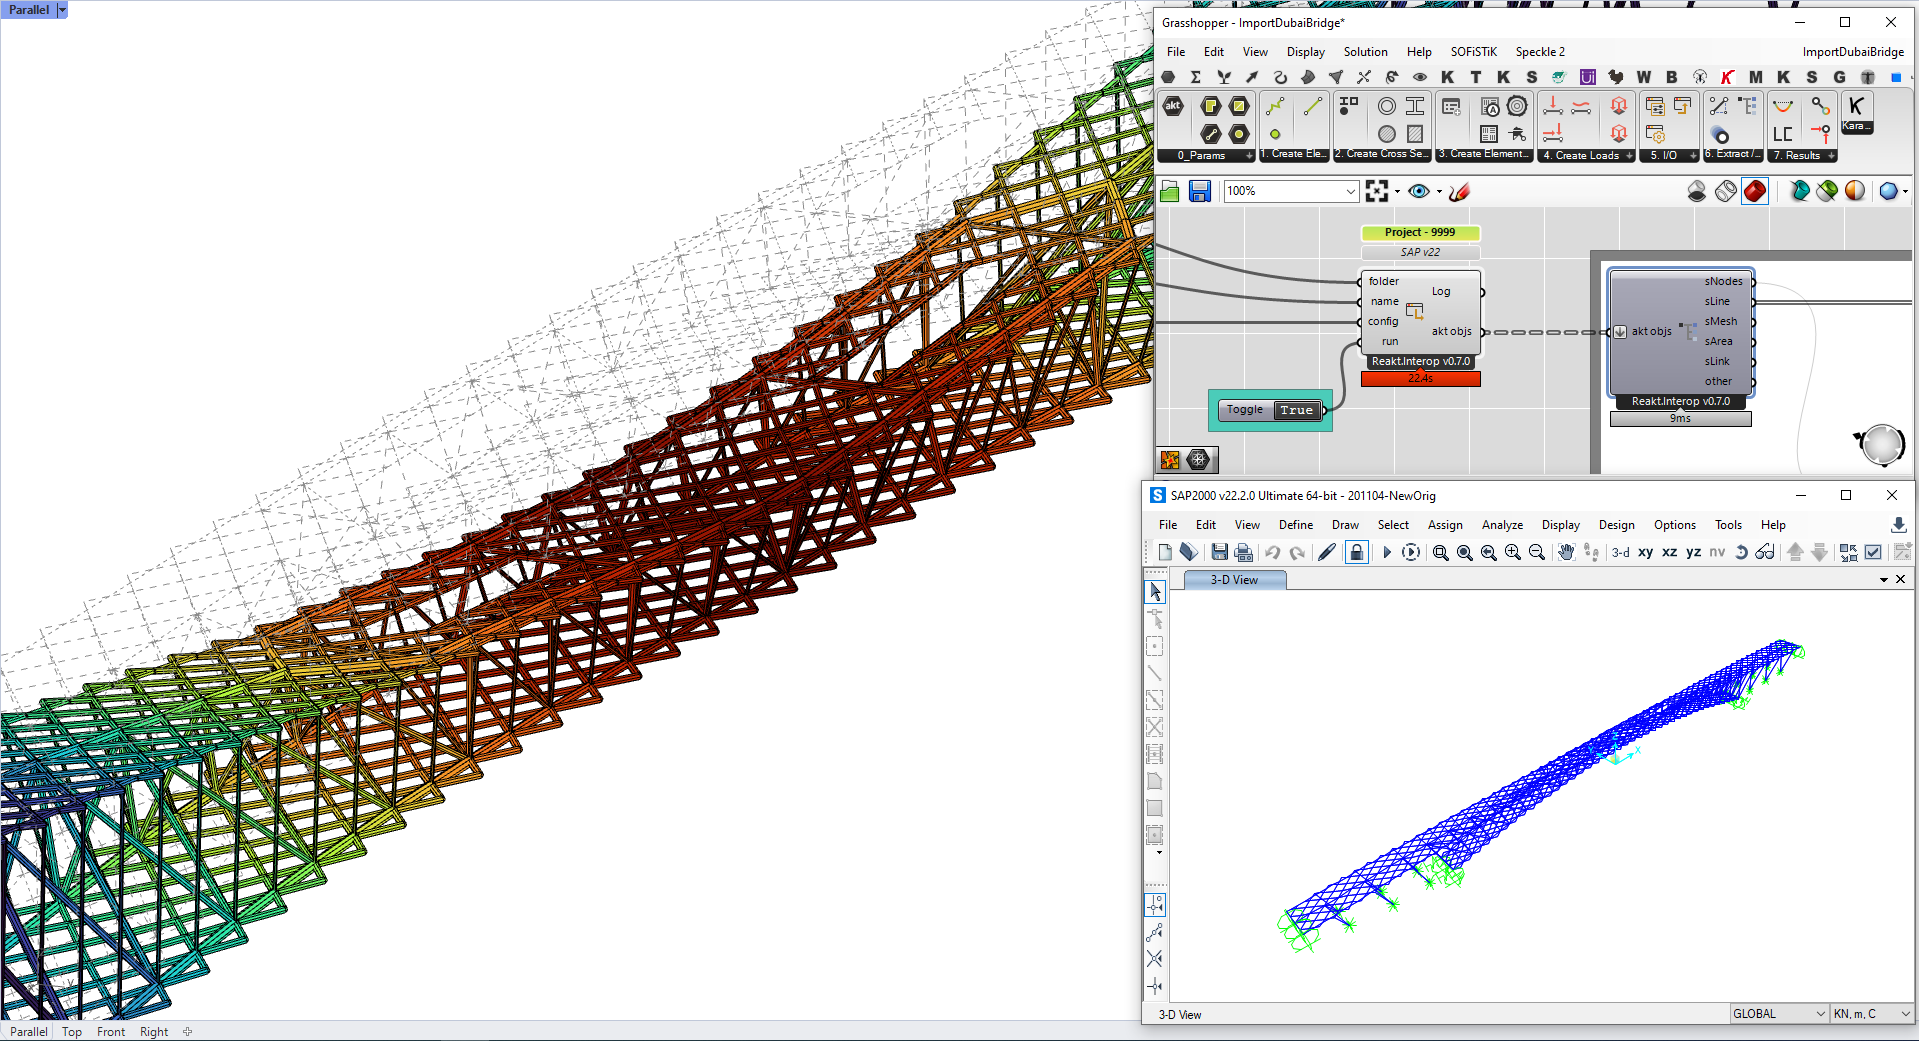 Parallel
Grasshopper - ImportDubaiBridge*
File Edit View Display Solution Help SOFiSTiK Speckle 2 ImportDubaiBridge
K T K S Ui W B K M K S G
akt
LC
K
Kara...
0_Params
1. Create Ele...
2. Create Cross Se...
3. Create Element...
4. Create Loads
5. I/O
6. Extract /...
7. Results
100%
Project - 9999
SAP v22
folder
name
config
run
Log
akt objs
Reakt.Interop v0.7.0
22.4s
Toggle True
akt objs
sNodes
sLine
sMesh
sArea
sLink
other
Reakt.Interop v0.7.0
9ms
S SAP2000 v22.2.0 Ultimate 64-bit - 201104-NewOrig
File Edit View Define Draw Select Assign Analyze Display Design Options Tools Help
3-d xy xz yz nv
3-D View
X
3-D View
GLOBAL
KN, m, C
Parallel Top Front Right